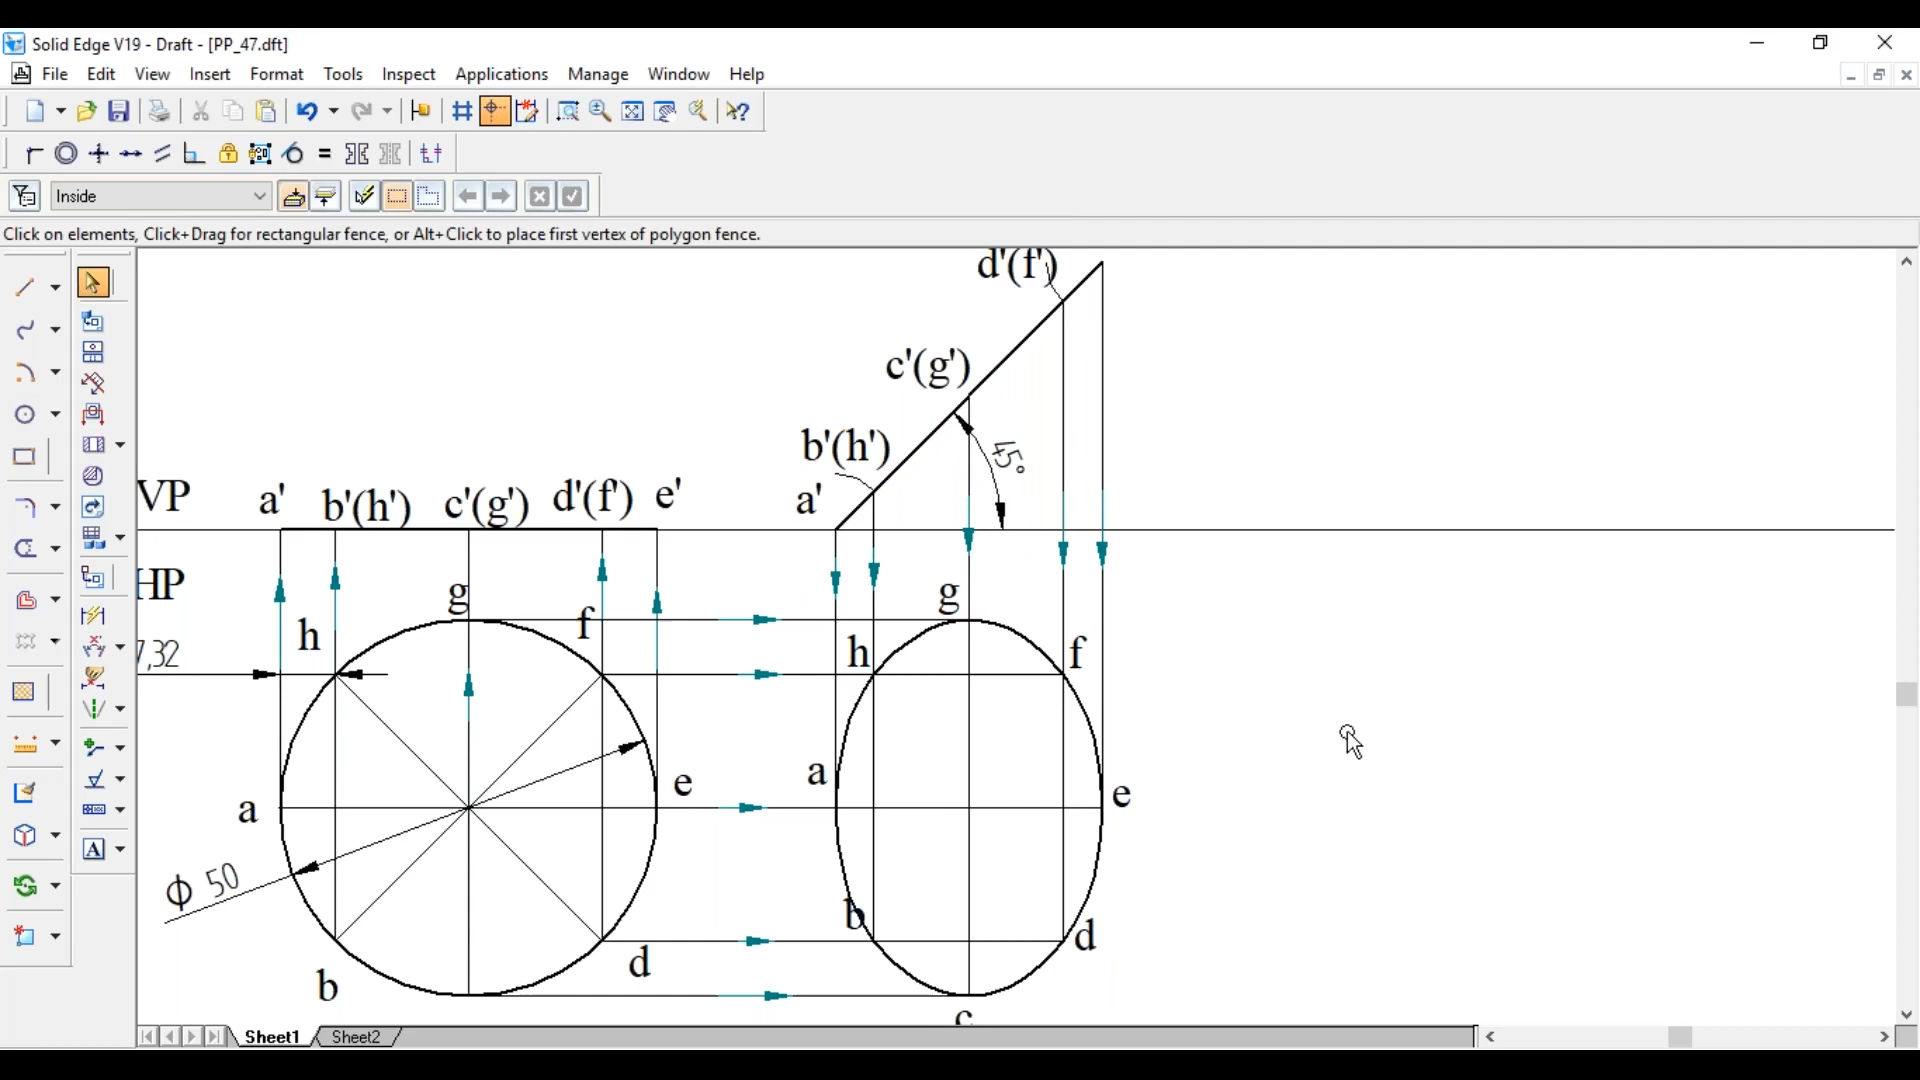 Solid Edge V19 - Draft - [PP_47.dft]
File Edit View Insert Format Tools Inspect Applications Manage Window Help
Inside
Click on elements, Click+Drag for rectangular fence, or Alt+Click to place first vertex of polygon fence.
d'(f')
c'(g')
b'(h')
45°
VP a' b'(h') c'(g') d'(f') e' a'
HP
g f g
h h f
7,32
a e a e
ϕ 50
b d
b d
c
A
Sheet1 Sheet2